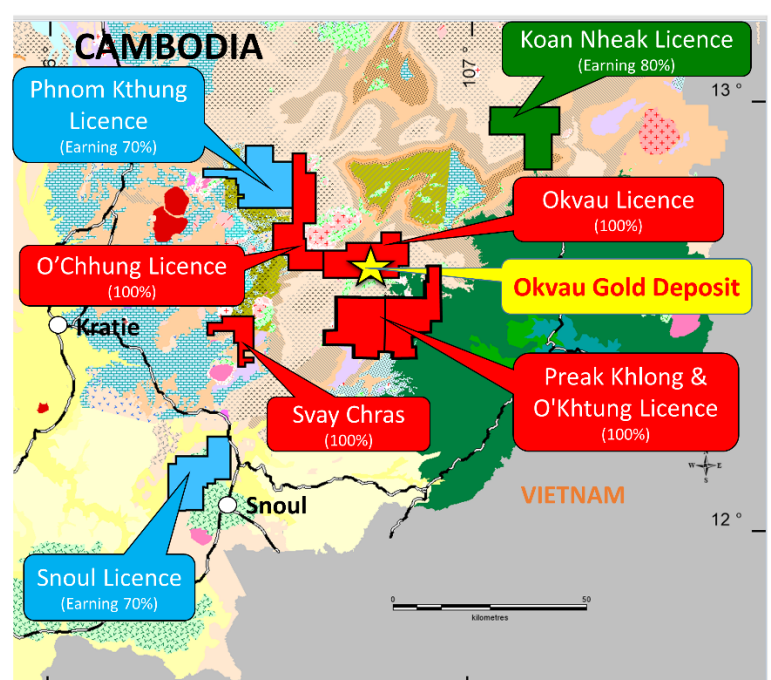 CAMBODIA
6 °
107 °
Koan Nheak Licence
(Earning 80%)
13 °
Phnom Kthung
Licence
(Earning 70%)
Okvau Licence
(100%)
O’Chhung Licence
(100%)
Okvau Gold Deposit
Kratie
Preak Khlong &
O'Khtung Licence
(100%)
Svay Chras
(100%)
N
W E
S
VIETNAM
Snoul
12 °
Snoul Licence
(Earning 70%)
0 50
kilometres